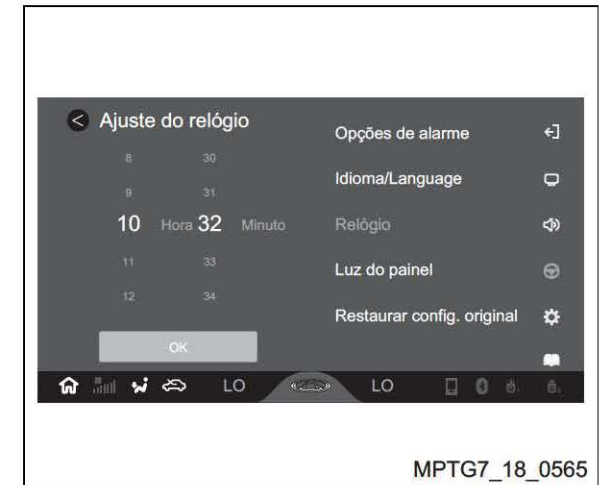 Ajuste do relógio
8 30
9 31
10 Hora 32 Minuto
11 33
12 34
OK
Opções de alarme
Idioma/Language
Relógio
Luz do painel
Restaurar config. original
LO LO
MPTG7_18_0565